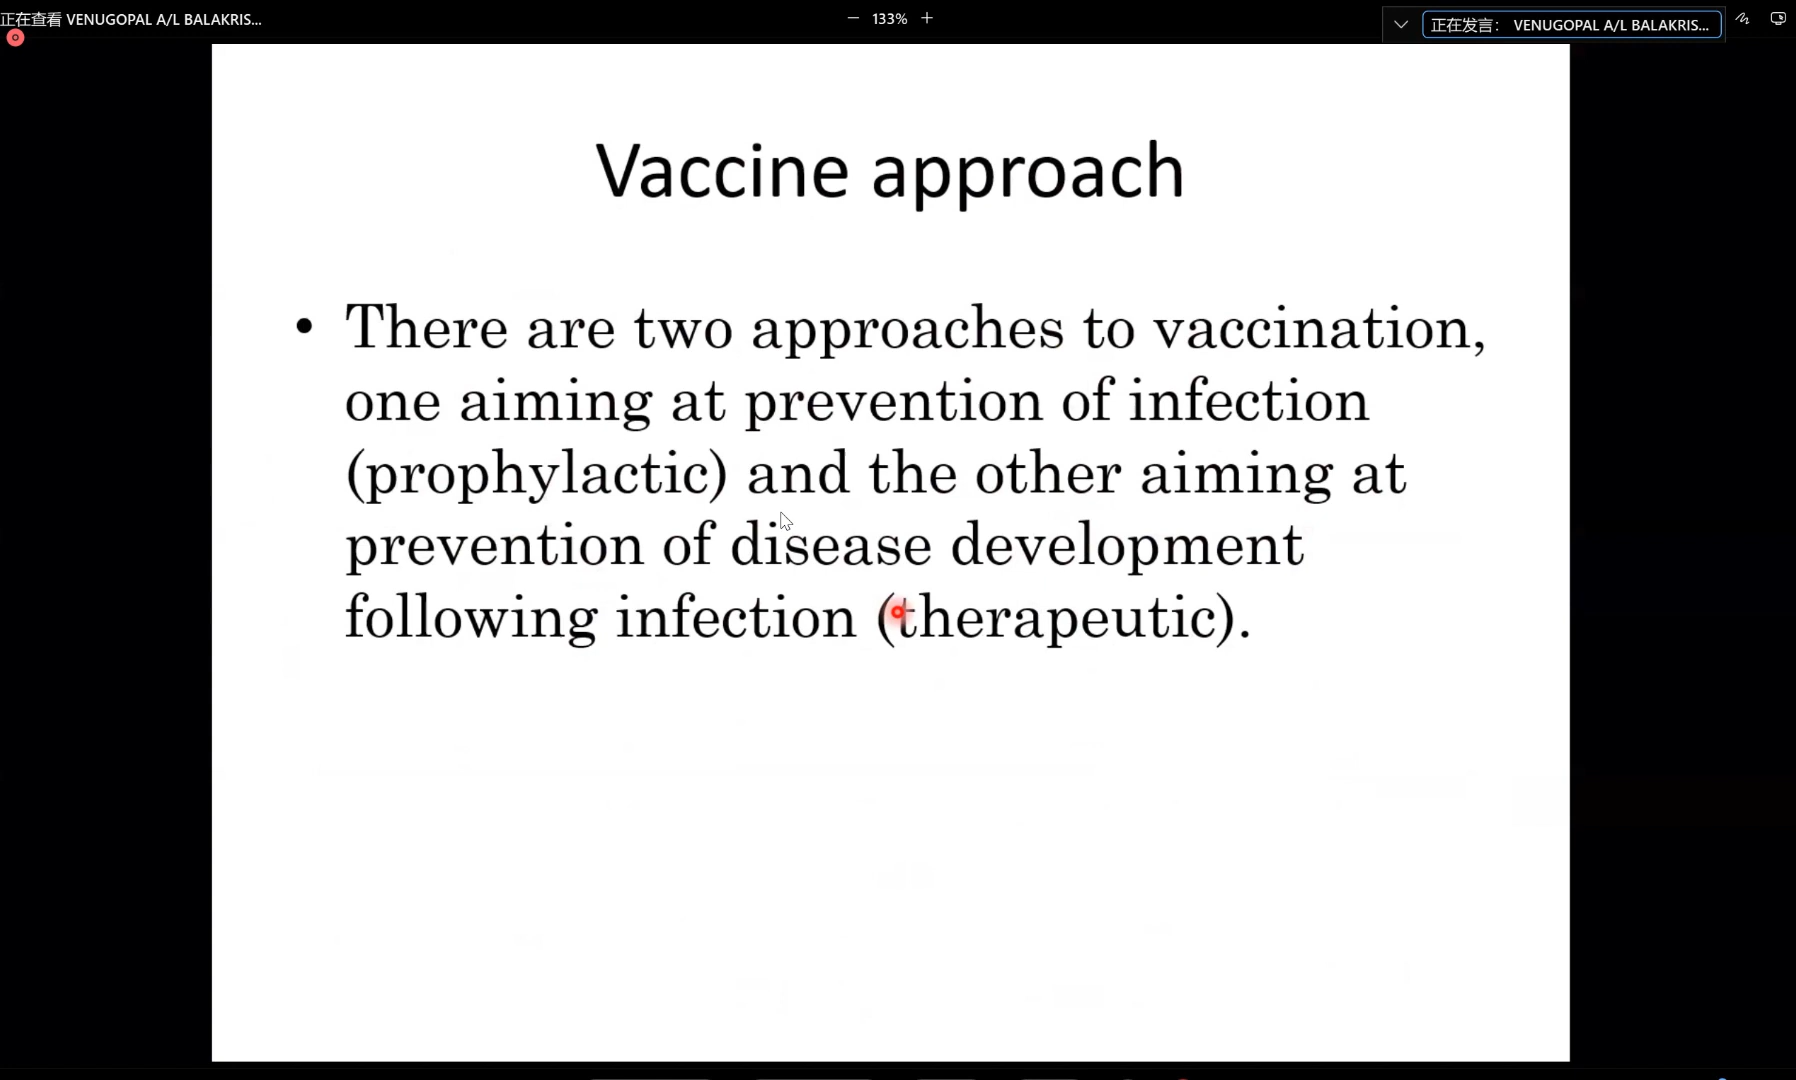 正在查看 VENUGOPAL A/L BALAKRIS...
133%
正在发言： VENUGOPAL A/L BALAKRIS...
Vaccine approach
• There are two approaches to vaccination,
one aiming at prevention of infection
(prophylactic) and the other aiming at
prevention of disease development
following infection (therapeutic).